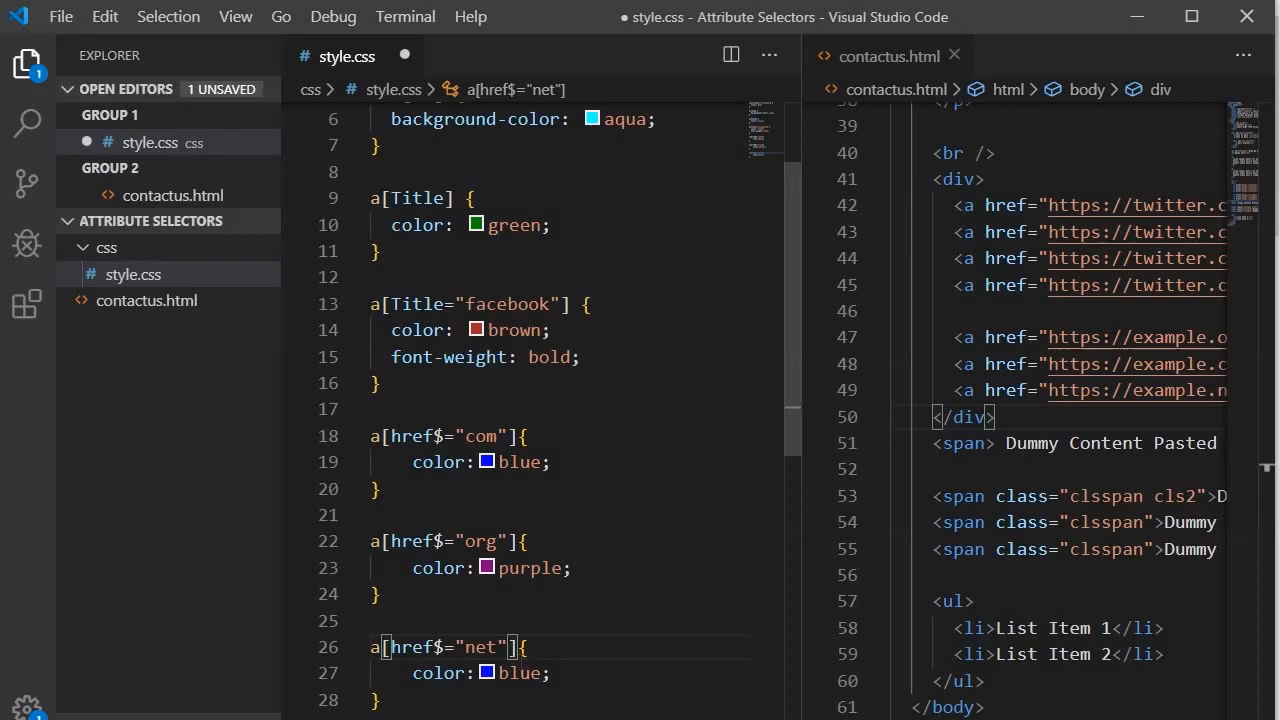 File Edit Selection View Go Debug Terminal Help ● style.css - Attribute Selectors - Visual Studio Code
EXPLORER
OPEN EDITORS 1 UNSAVED
GROUP 1
style.css css
GROUP 2
contactus.html
ATTRIBUTE SELECTORS
css
style.css
contactus.html
1
1
style.css
css > style.css > a[href$="net"]
6 background-color: aqua;
7 }
8
9 a[Title] {
10 color: green;
11 }
12
13 a[Title="facebook"] {
14 color: brown;
15 font-weight: bold;
16 }
17
18 a[href$="com"]{
19 color: blue;
20 }
21
22 a[href$="org"]{
23 color: purple;
24 }
25
26 a[href$="net"]{
27 color: blue;
28 }
contactus.html
contactus.html > html > body > div
38 </p>
39
40 <br />
41 <div>
42 <a href="https://twitter.c
43 <a href="https://twitter.c
44 <a href="https://twitter.c
45 <a href="https://twitter.c
46
47 <a href="https://example.o
48 <a href="https://example.c
49 <a href="https://example.n
50 </div>
51 <span> Dummy Content Pasted
52
53 <span class="clsspan cls2">D
54 <span class="clsspan">Dummy
55 <span class="clsspan">Dummy
56
57 <ul>
58 <li>List Item 1</li>
59 <li>List Item 2</li>
60 </ul>
61 </body>